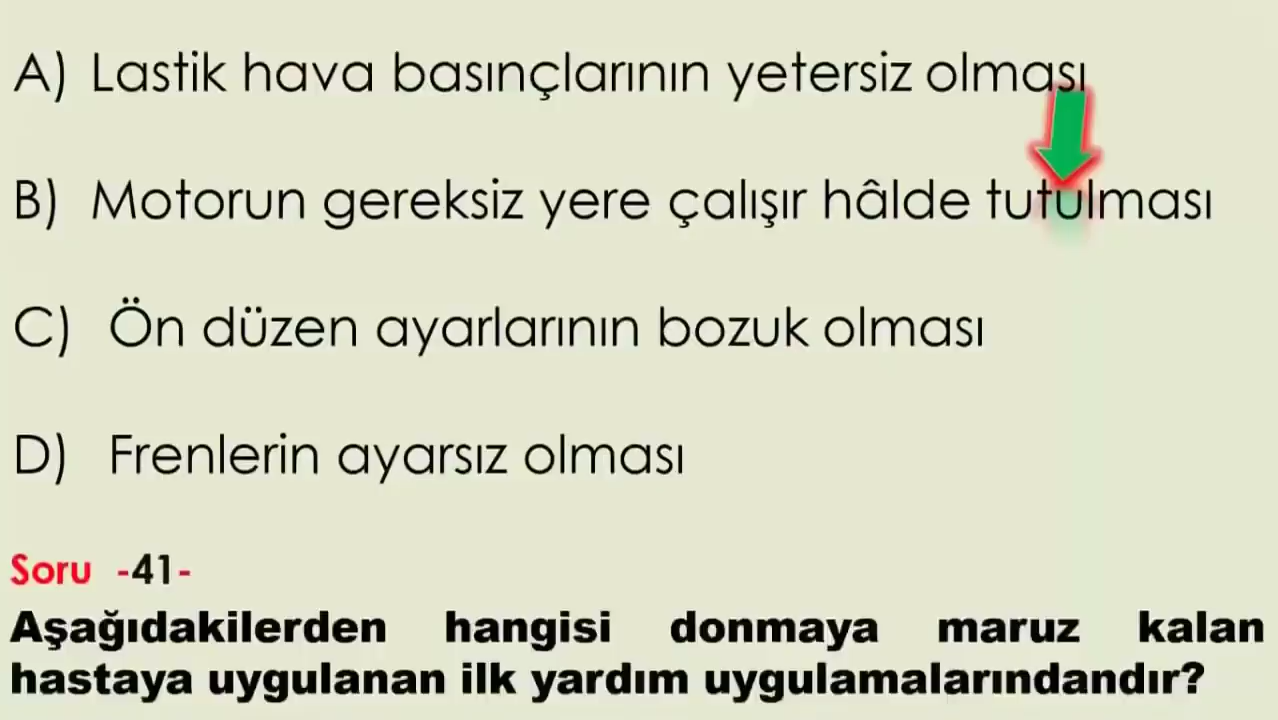 A) Lastik hava basınçlarının yetersiz olması
B) Motorun gereksiz yere çalışır hâlde tutulması
C) Ön düzen ayarlarının bozuk olması
D) Frenlerin ayarsız olması
Soru -41-
Aşağıdakilerden hangisi donmaya maruz kalan
hastaya uygulanan ilk yardım uygulamalarındandır?